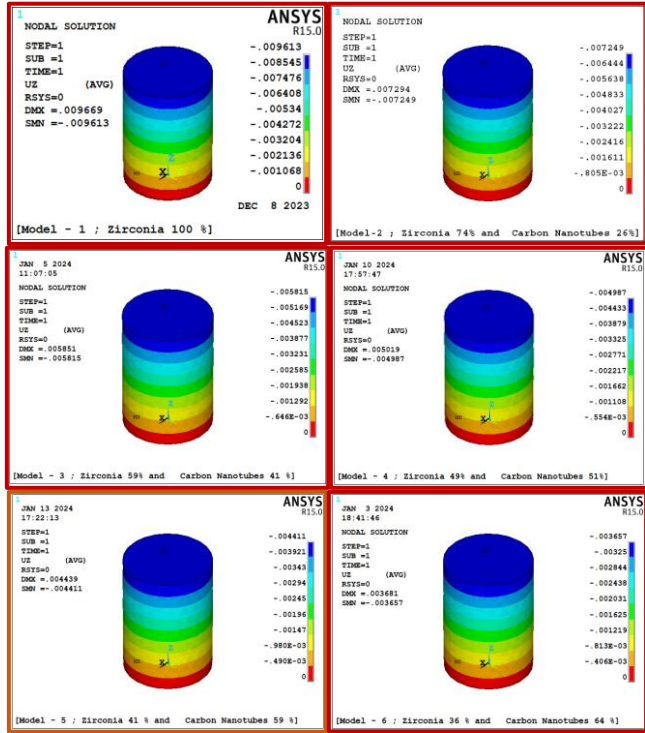 1
ANSYS
R15.0
NODAL SOLUTION
STEP=1
SUB =1
TIME=1
UZ (AVG)
RSYS=0
DMX =.009669
SMN =-.009613
-.009613
-.008545
-.007476
-.006408
-.00534
-.004272
-.003204
-.002136
-.001068
0
Z
X
DEC 8 2023
[Model - 1 ; Zirconia 100 %]
1
NODAL SOLUTION
STEP=1
SUB =1
TIME=1
UZ (AVG)
RSYS=0
DMX =.007294
SMN =-.007249
-.007249
-.006444
-.005638
-.004833
-.004027
-.003222
-.002416
-.001611
-.805E-03
0
Z
X
[Model-2 ; Zirconia 74% and Carbon Nanotubes 26%]
1
ANSYS
R15.0
JAN 5 2024
11:07:05
NODAL SOLUTION
STEP=1
SUB =1
TIME=1
UZ (AVG)
RSYS=0
DMX =.005851
SMN =-.005815
-.005815
-.005169
-.004523
-.003877
-.003231
-.002585
-.001938
-.001292
-.646E-03
0
Z
X
[Model - 3 ; Zirconia 59% and Carbon Nanotubes 41 %]
1
ANSYS
R15.0
JAN 10 2024
17:57:47
NODAL SOLUTION
STEP=1
SUB =1
TIME=1
UZ (AVG)
RSYS=0
DMX =.005019
SMN =-.004987
-.004987
-.004433
-.003879
-.003325
-.002771
-.002217
-.001662
-.001108
-.554E-03
0
Z
X
[Model - 4 ; Zirconia 49% and Carbon Nanotubes 51%]
1
ANSYS
R15.0
JAN 13 2024
17:22:13
NODAL SOLUTION
STEP=1
SUB =1
TIME=1
UZ (AVG)
RSYS=0
DMX =.004439
SMN =-.004411
-.004411
-.003921
-.00343
-.00294
-.00245
-.00196
-.00147
-.980E-03
-.490E-03
0
Z
X
[Model - 5 ; Zirconia 41 % and Carbon Nanotubes 59 %]
1
ANSYS
R15.0
JAN 3 2024
18:41:46
NODAL SOLUTION
STEP=1
SUB =1
TIME=1
UZ (AVG)
RSYS=0
DMX =.003681
SMN =-.003657
-.003657
-.00325
-.002844
-.002438
-.002031
-.001625
-.001219
-.813E-03
-.406E-03
0
Z
X
[Model - 6 ; Zirconia 36 % and Carbon Nanotubes 64 %]